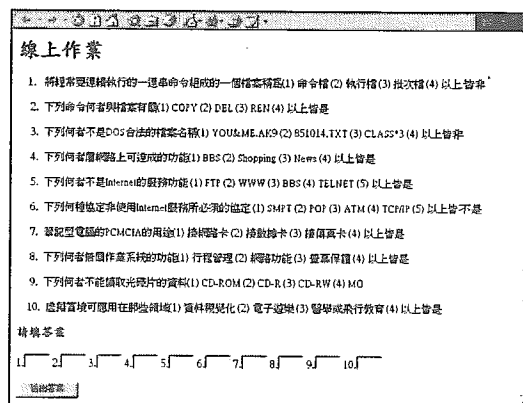 線上作業
1. 將經常要連續執行的一連串命令組成的一個檔案稱為(1) 命令檔(2) 執行檔(3) 批次檔(4) 以上皆非
2. 下列命令何者與檔案有關(1) COPY (2) DEL (3) REN (4) 以上皆是
3. 下列何者不是DOS合法的檔案名稱(1) YOU&ME.AK9 (2) 851014.TXT (3) CLASS*3 (4) 以上皆非
4. 下列何者屬網路上可達成的功能(1) BBS (2) Shopping (3) News (4) 以上皆是
5. 下列何者不是Internet的服務功能(1) FTP (2) WWW (3) BBS (4) TELNET (5) 以上皆是
6. 下列何種協定非使用Internet服務所必須的協定(1) SMPT (2) POP (3) ATM (4) TCP/IP (5) 以上皆不是
7. 筆記型電腦的PCMCIA的用途(1) 接網路卡(2) 接數據卡(3) 接傳真卡(4) 以上皆是
8. 下列何者係作業系統的功能(1) 行程管理(2) 網路功能(3) 螢幕保護(4) 以上皆是
9. 下列何者不能讀取光碟片的資料(1) CD-ROM (2) CD-R (3) CD-RW (4) MO
10. 虛擬實境可應用在那些領域(1) 資料視覺化(2) 電子遊樂(3) 醫學或飛行教育(4) 以上皆是
請填答案
1. 2. 3. 4. 5. 6. 7. 8. 9. 10.